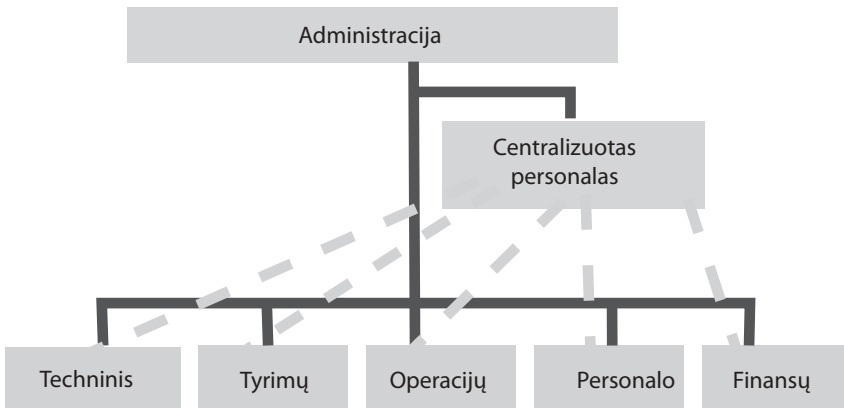 Administracija
Centralizuotas
personalas
Techninis
Tyrimų
Operacijų
Personalo
Finansų